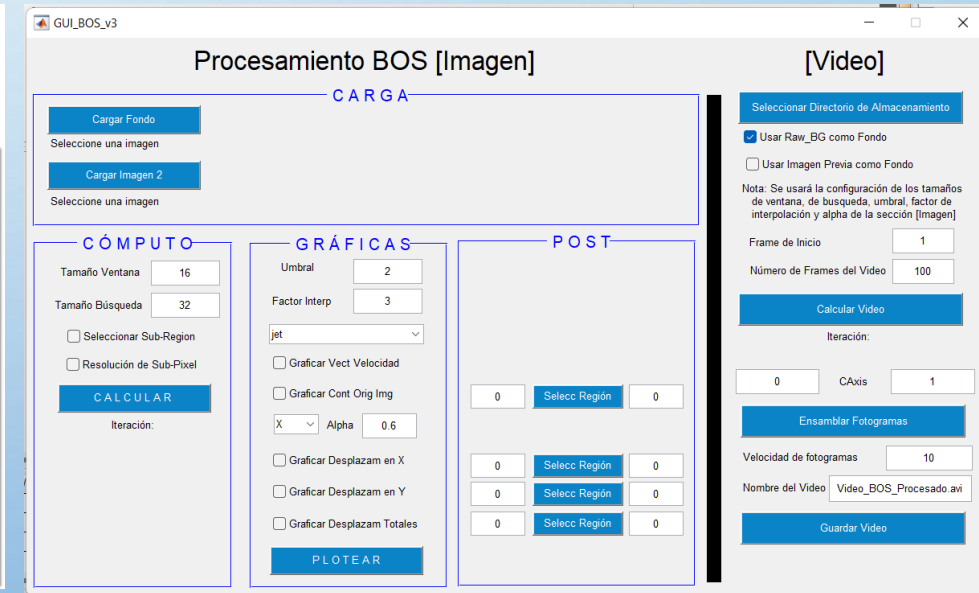 GUI_BOS_v3
Procesamiento BOS [Imagen]
[Video]
CARGA
Cargar Fondo
Seleccione una imagen
Cargar Imagen 2
Seleccione una imagen
CÓMPUTO
Tamaño Ventana 16
Tamaño Búsqueda 32
Seleccionar Sub-Region
Resolución de Sub-Pixel
CALCULAR
Iteración:
GRÁFICAS
Umbral 2
Factor Interp 3
jet
Graficar Vect Velocidad
Graficar Cont Orig Img
X Alpha 0.6
Graficar Desplazam en X
Graficar Desplazam en Y
Graficar Desplazam Totales
PLOTEAR
POST
0 Selecc Región 0
0 Selecc Región 0
0 Selecc Región 0
0 Selecc Región 0
Seleccionar Directorio de Almacenamiento
Usar Raw_BG como Fondo
Usar Imagen Previa como Fondo
Nota: Se usará la configuración de los tamaños
de ventana, de busqueda, umbral, factor de
interpolación y alpha de la sección [Imagen]
Frame de Inicio 1
Número de Frames del Video 100
Calcular Video
Iteración:
0 CAxis 1
Ensamblar Fotogramas
Velocidad de fotogramas 10
Nombre del Video Video_BOS_Procesado.avi
Guardar Video